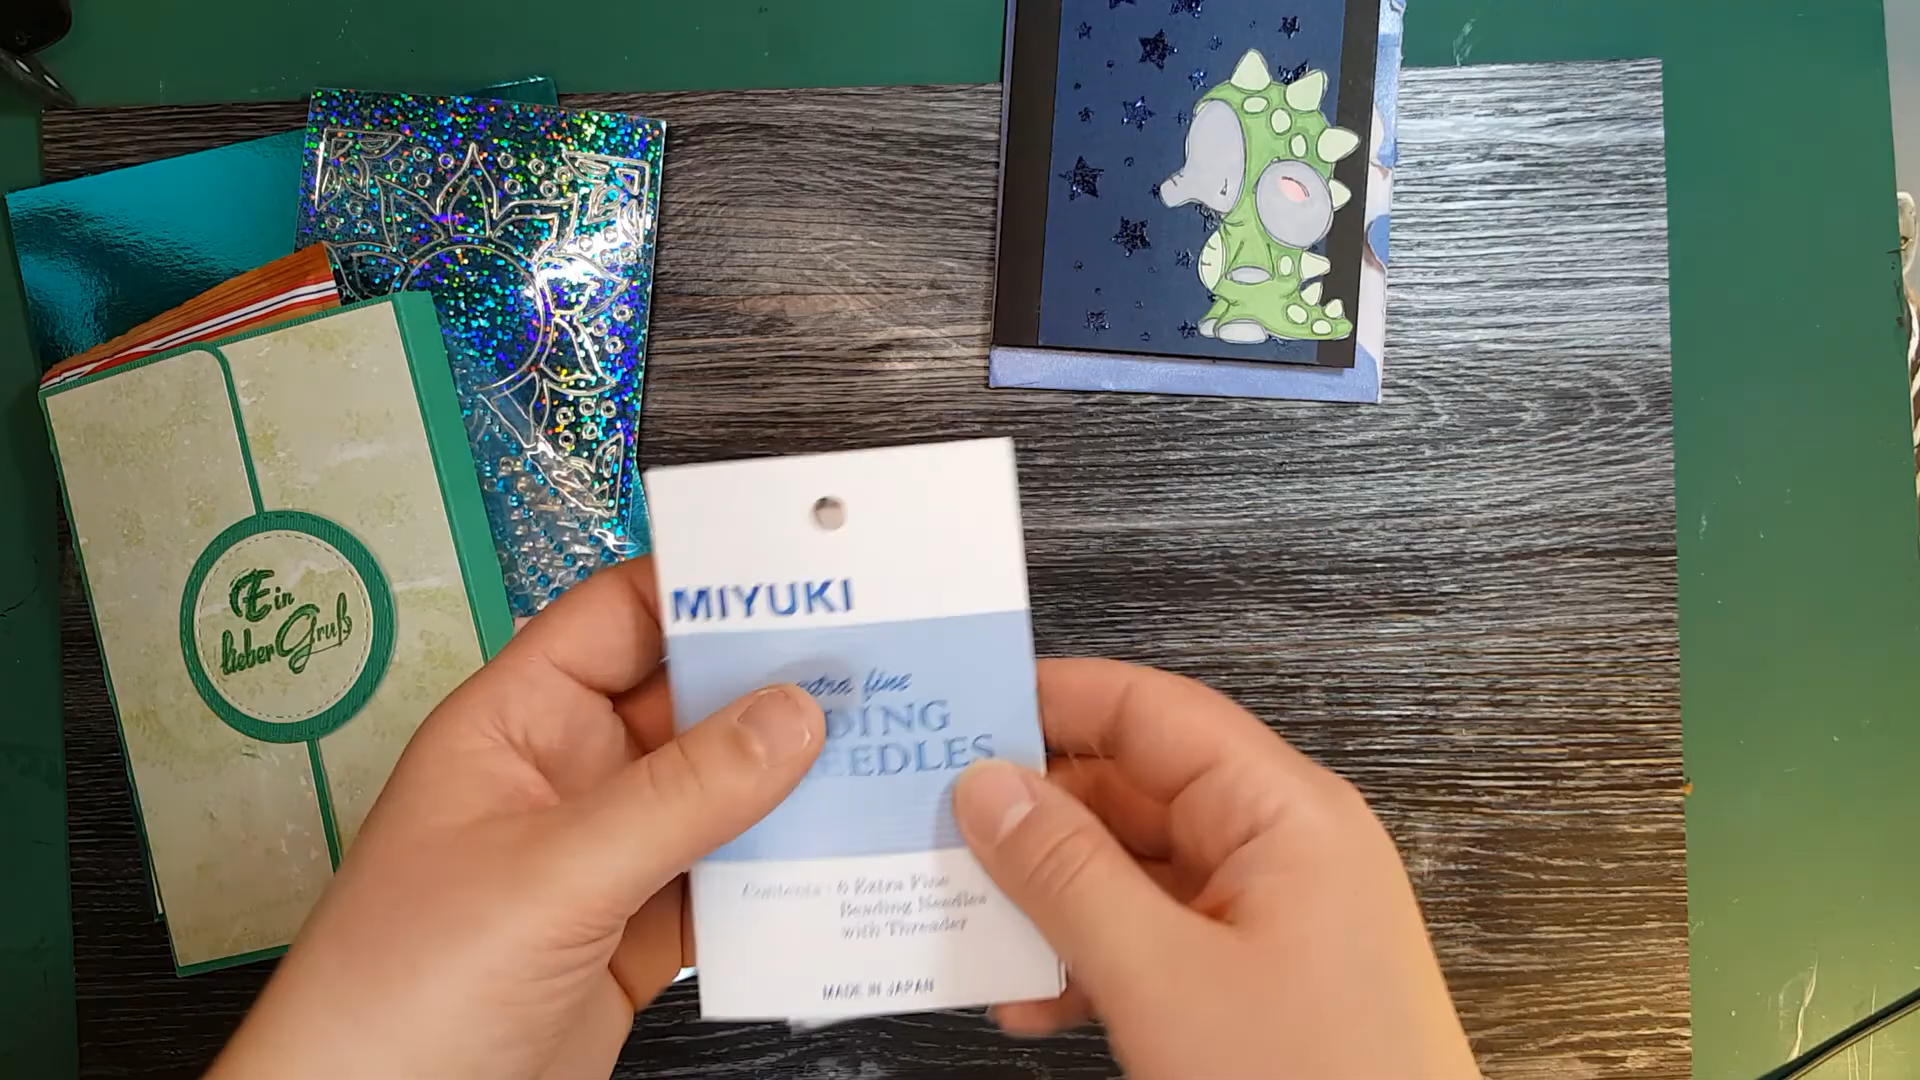 Ein
lieber Gruß
MIYUKI
extra fine
DING
EEDLES
Contents : 6 Extra Fine
Beading Needles
with Threader
MADE IN JAPAN